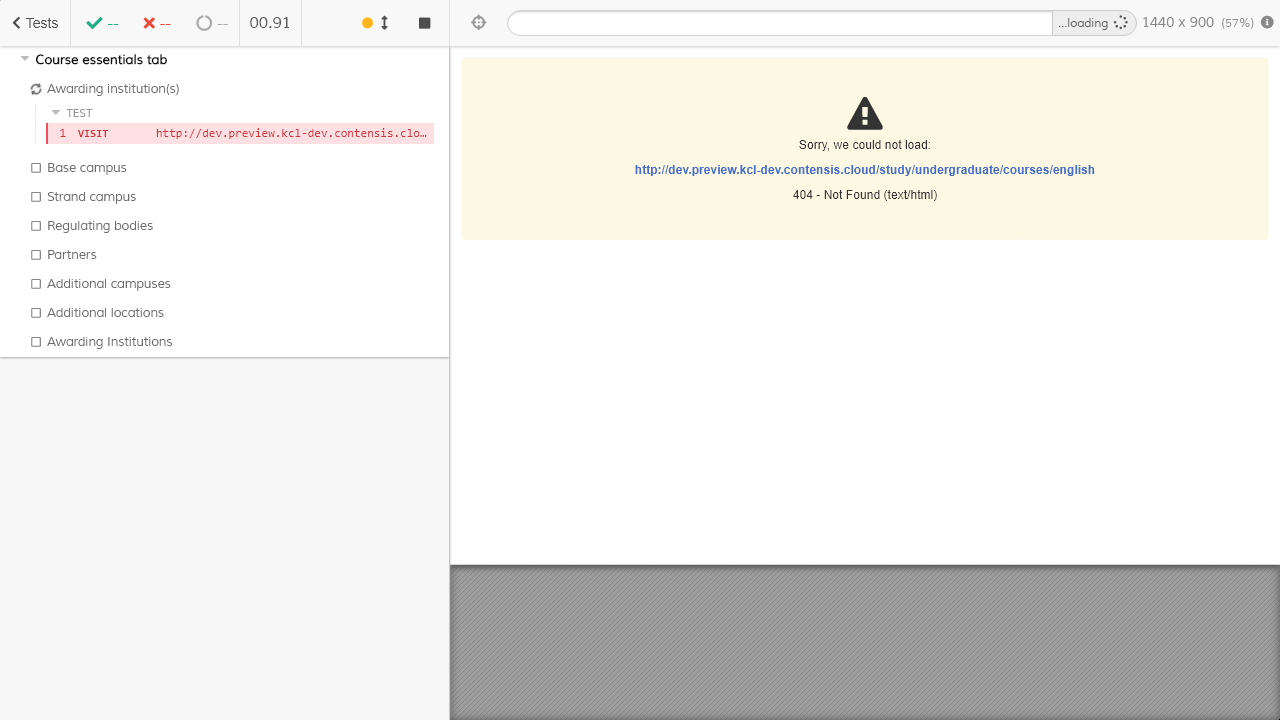 Tests
--
--
--
00.91
...loading
1440 x 900 (57%)
Course essentials tab
Awarding institution(s)
TEST
1 VISIT http://dev.preview.kcl-dev.contensis.clo…
Base campus
Strand campus
Regulating bodies
Partners
Additional campuses
Additional locations
Awarding Institutions
Sorry, we could not load:
http://dev.preview.kcl-dev.contensis.cloud/study/undergraduate/courses/english
404 - Not Found (text/html)